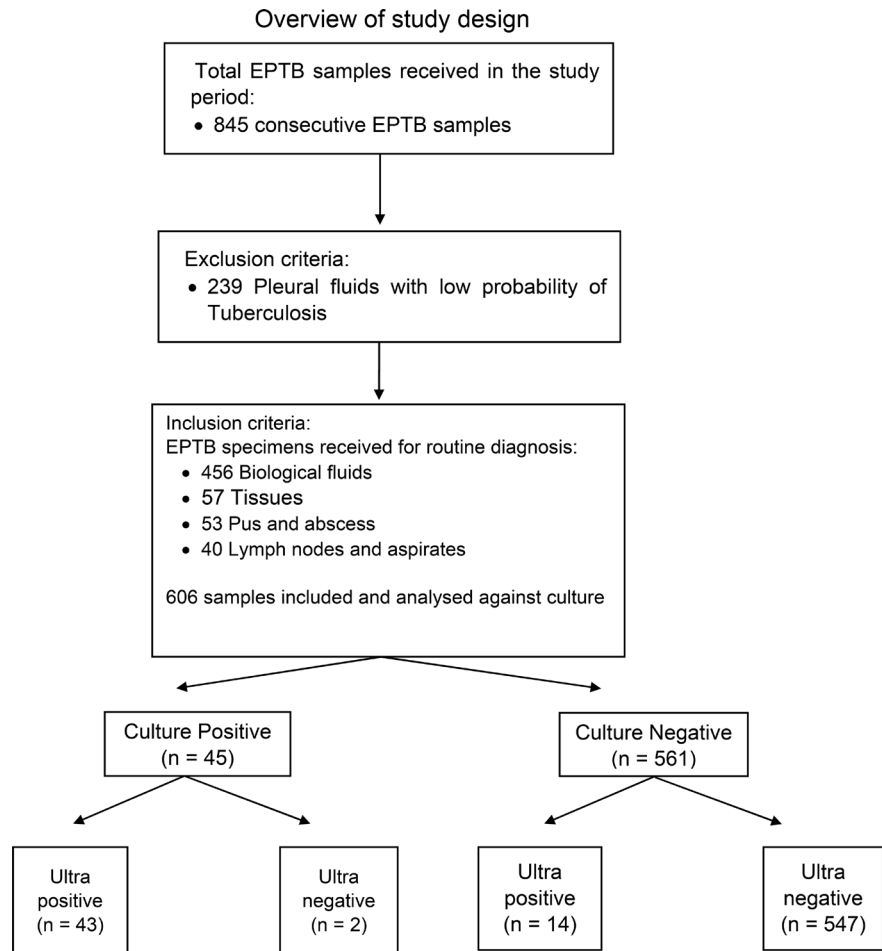 Overview of study design
Total EPTB samples received in the study
period:
• 845 consecutive EPTB samples
Exclusion criteria:
• 239 Pleural fluids with low probability of
Tuberculosis
Inclusion criteria:
EPTB specimens received for routine diagnosis:
• 456 Biological fluids
• 57 Tissues
• 53 Pus and abscess
• 40 Lymph nodes and aspirates
606 samples included and analysed against culture
Culture Positive
(n = 45)
Culture Negative
(n = 561)
Ultra
positive
(n = 43)
Ultra
negative
(n = 2)
Ultra
positive
(n = 14)
Ultra
negative
(n = 547)